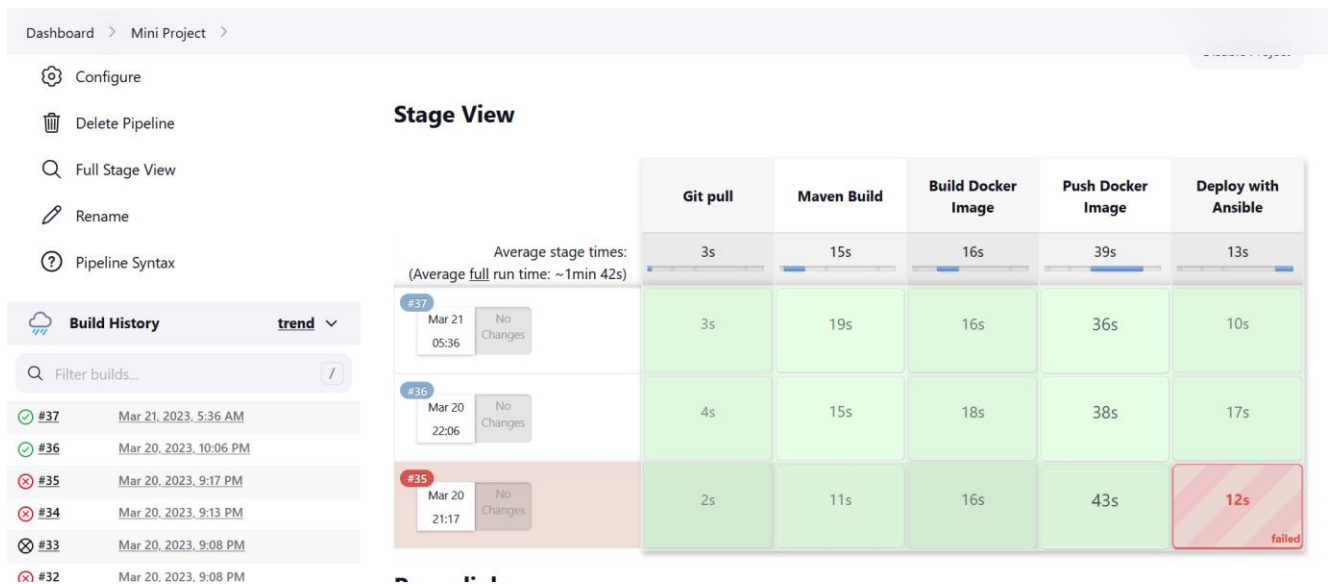 Dashboard > Mini Project >
Configure
Delete Pipeline
Full Stage View
Rename
Pipeline Syntax
Build History trend
Filter builds... /
#37 Mar 21, 2023, 5:36 AM
#36 Mar 20, 2023, 10:06 PM
#35 Mar 20, 2023, 9:17 PM
#34 Mar 20, 2023, 9:13 PM
#33 Mar 20, 2023, 9:08 PM
#32 Mar 20, 2023, 9:08 PM
Stage View
Git pull Maven Build Build Docker Image Push Docker Image Deploy with Ansible
Average stage times: 3s 15s 16s 39s 13s
(Average full run time: ~1min 42s)
#37
Mar 21 05:36 No Changes 3s 19s 16s 36s 10s
#36
Mar 20 22:06 No Changes 4s 15s 18s 38s 17s
#35
Mar 20 21:17 No Changes 2s 11s 16s 43s 12s
failed